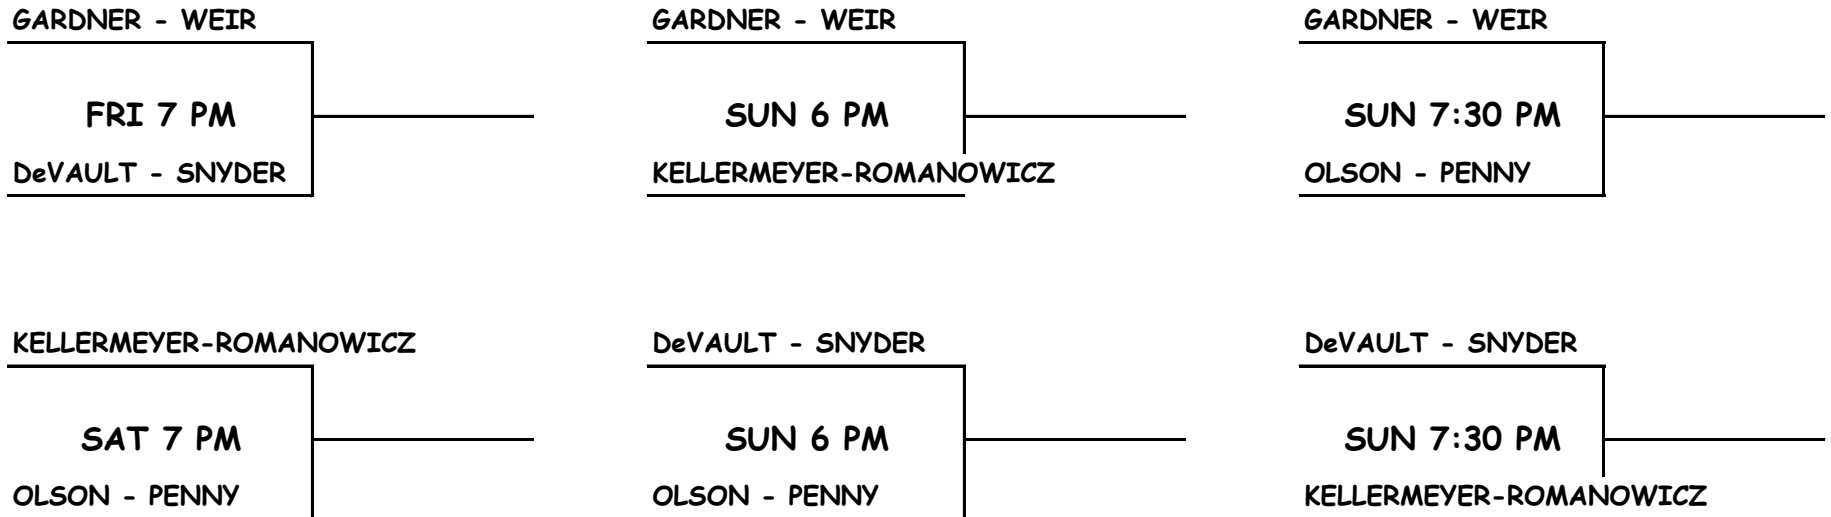 GARDNER - WEIR
FRI 7 PM
DeVAULT - SNYDER
GARDNER - WEIR
SUN 6 PM
KELLERMEYER-ROMANOWICZ
GARDNER - WEIR
SUN 7:30 PM
OLSON - PENNY
KELLERMEYER-ROMANOWICZ
SAT 7 PM
OLSON - PENNY
DeVAULT - SNYDER
SUN 6 PM
OLSON - PENNY
DeVAULT - SNYDER
SUN 7:30 PM
KELLERMEYER-ROMANOWICZ